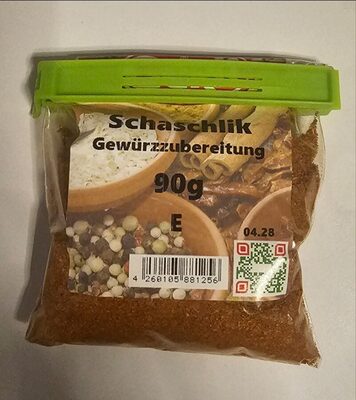 Schaschlik
Gewürzzubereitung
90g
E
04.28
4 260105 881256